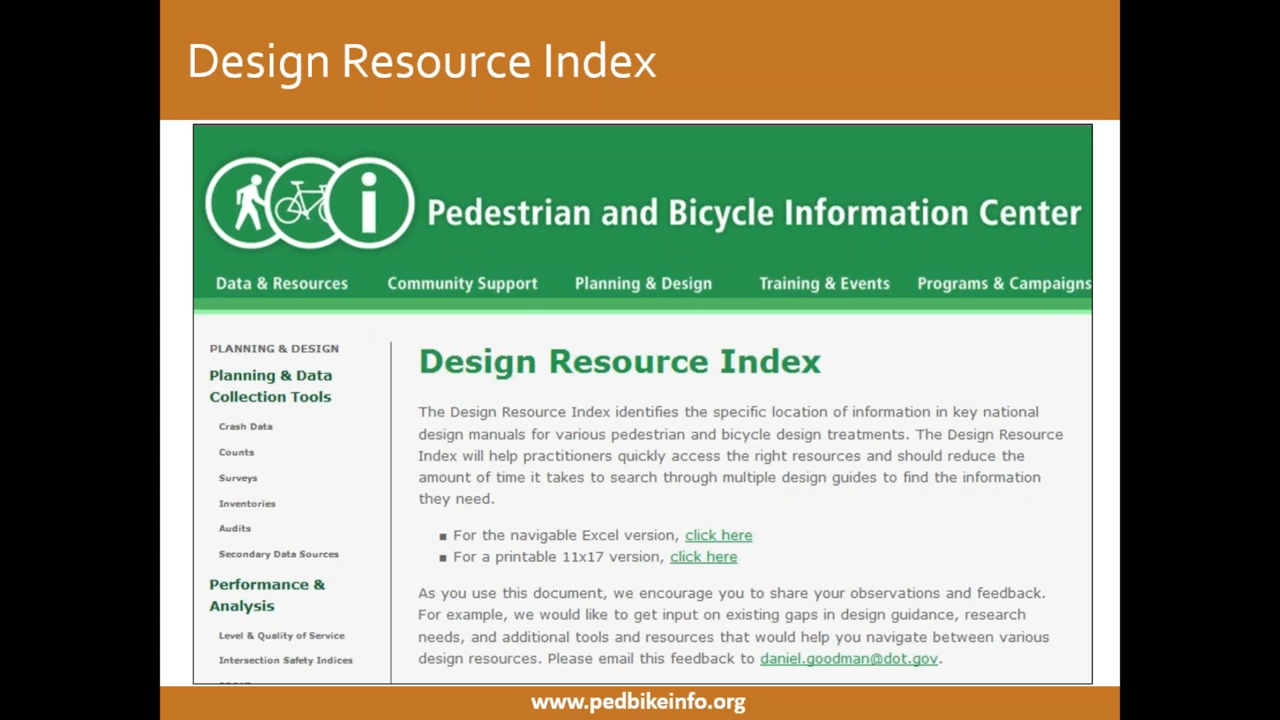 Design Resource Index
i Pedestrian and Bicycle Information Center
Data & Resources Community Support Planning & Design Training & Events Programs & Campaigns
PLANNING & DESIGN
Planning & Data
Collection Tools
Crash Data
Counts
Surveys
Inventories
Audits
Secondary Data Sources
Performance &
Analysis
Level & Quality of Service
Intersection Safety Indices
Design Resource Index
The Design Resource Index identifies the specific location of information in key national
design manuals for various pedestrian and bicycle design treatments. The Design Resource
Index will help practitioners quickly access the right resources and should reduce the
amount of time it takes to search through multiple design guides to find the information
they need.
▪ For the navigable Excel version, click here
▪ For a printable 11x17 version, click here
As you use this document, we encourage you to share your observations and feedback.
For example, we would like to get input on existing gaps in design guidance, research
needs, and additional tools and resources that would help you navigate between various
design resources. Please email this feedback to daniel.goodman@dot.gov.
www.pedbikeinfo.org